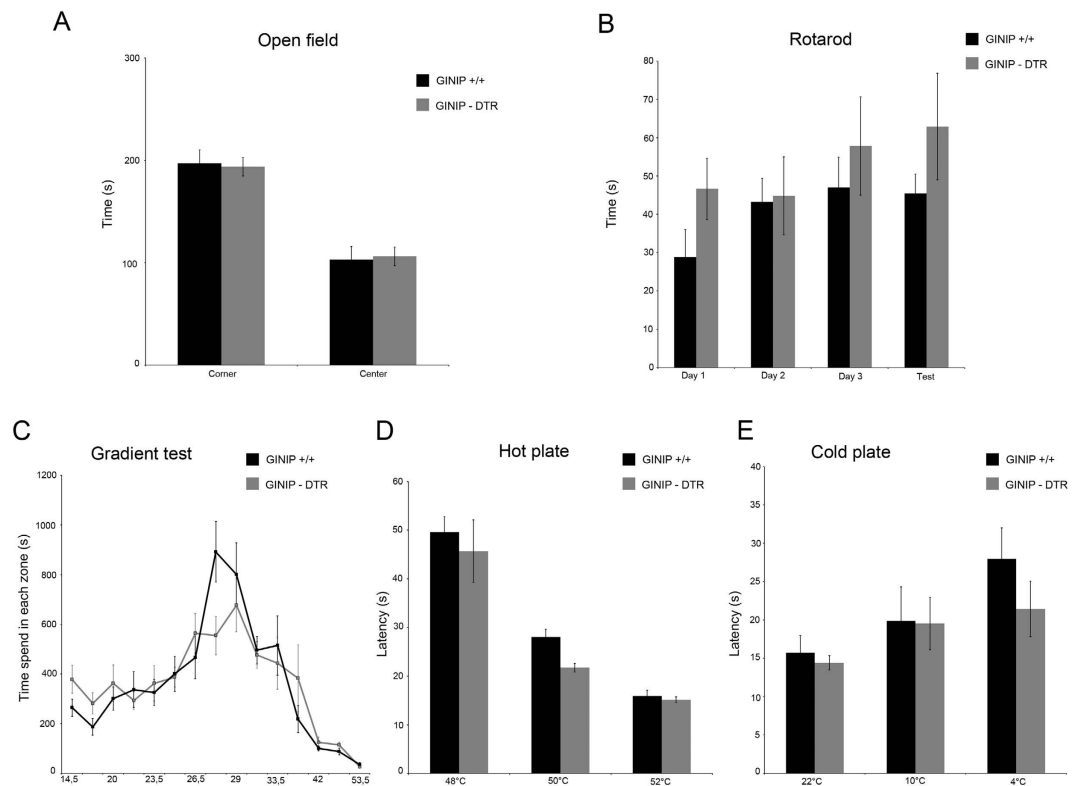 A
Open field
GINIP +/+
GINIP - DTR
Time (s)
300
200
100
0
Corner Center
B
Rotarod
GINIP +/+
GINIP - DTR
Time (s)
80
70
60
50
40
30
20
10
0
Day 1 Day 2 Day 3 Test
C
Gradient test
GINIP +/+
GINIP - DTR
Time spend in each zone (s)
1200
1000
800
600
400
200
0
14,5 20 23,5 26,5 29 33,5 42 53,5
D
Hot plate
GINIP +/+
GINIP - DTR
Latency (s)
60
50
40
30
20
10
0
48°C 50°C 52°C
E
Cold plate
GINIP +/+
GINIP - DTR
Latency (s)
40
35
30
25
20
15
10
5
0
22°C 10°C 4°C